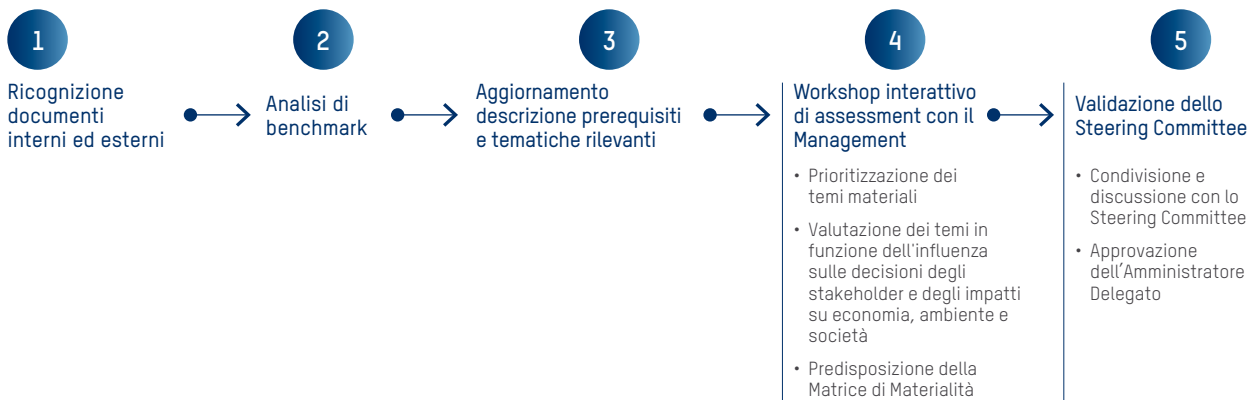 1
Ricognizione
documenti
interni ed esterni
2
Analisi di
benchmark
3
Aggiornamento
descrizione prerequisiti
e tematiche rilevanti
4
Workshop interattivo
di assessment con il
Management
• Prioritizzazione dei
temi materiali
• Valutazione dei temi in
funzione dell'influenza
sulle decisioni degli
stakeholder e degli impatti
su economia, ambiente e
società
• Predisposizione della
Matrice di Materialità
5
Validazione dello
Steering Committee
• Condivisione e
discussione con lo
Steering Committee
• Approvazione
dell’Amministratore
Delegato